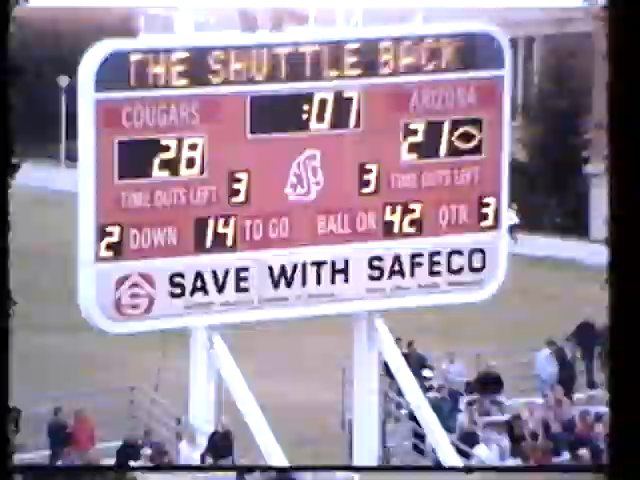 THE SHUTTLE BACK
COUGARS :07 ARIZONA
28 21
TIME OUTS LEFT 3 WSC 3 TIME OUTS LEFT
2 DOWN 14 TO GO BALL ON 42 QTR 3
SAVE WITH SAFECO